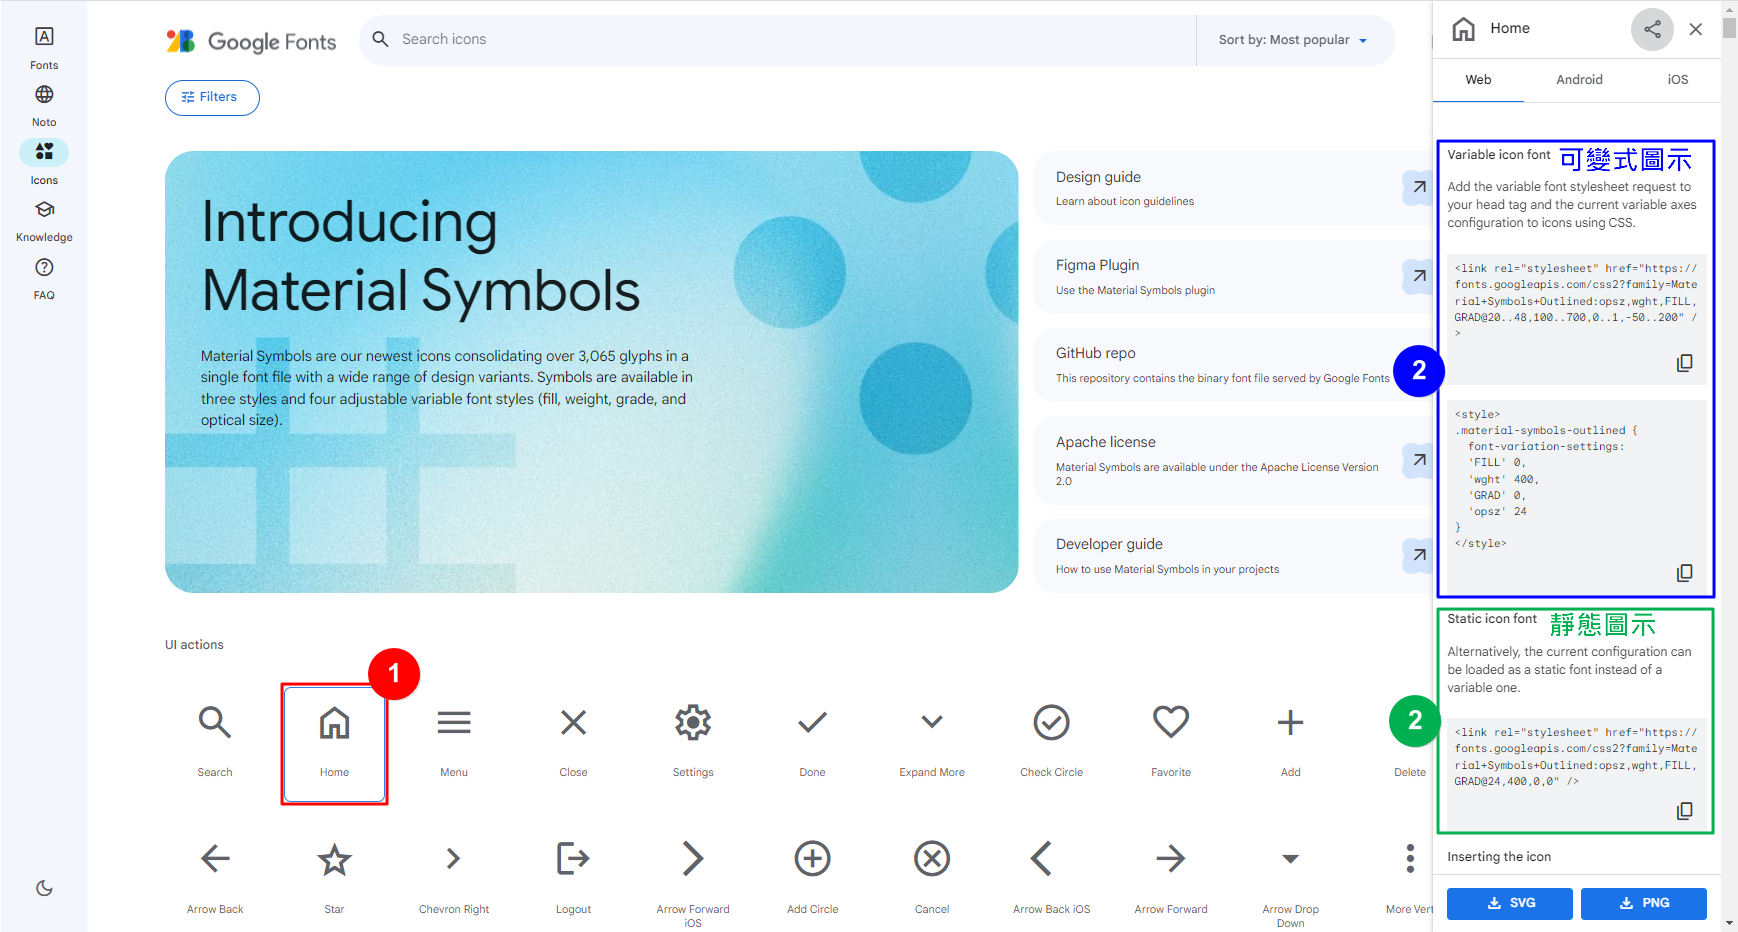 Fonts
Noto
Icons
Knowledge
FAQ
Google Fonts
Search icons
Sort by: Most popular
Filters
Introducing
Material Symbols
Material Symbols are our newest icons consolidating over 3,065 glyphs in a
single font file with a wide range of design variants. Symbols are available in
three styles and four adjustable variable font styles (fill, weight, grade, and
optical size).
Design guide
Learn about icon guidelines
Figma Plugin
Use the Material Symbols plugin
GitHub repo
This repository contains the binary font file served by Google Fonts
Apache license
Material Symbols are available under the Apache License Version
2.0
Developer guide
How to use Material Symbols in your projects
UI actions
1
Search
Home
Menu
Close
Settings
Done
Expand More
Check Circle
Favorite
Add
Delete
Arrow Back
Star
Chevron Right
Logout
Arrow Forward
iOS
Add Circle
Cancel
Arrow Back iOS
Arrow Forward
Arrow Drop
Down
More Vert
Home
Web
Android
iOS
Variable icon font 可變式圖示
Add the variable font stylesheet request to
your head tag and the current variable axes
configuration to icons using CSS.
<link rel="stylesheet" href="https://
fonts.googleapis.com/css2?family=Mate
rial+Symbols+Outlined:opsz,wght,FILL,
GRAD@20..48,100..700,0..1,-50..200" /
>
2
<style>
.material-symbols-outlined {
font-variation-settings:
'FILL' 0,
'wght' 400,
'GRAD' 0,
'opsz' 24
}
</style>
Static icon font 靜態圖示
Alternatively, the current configuration can
be loaded as a static font instead of a
variable one.
2
<link rel="stylesheet" href="https://
fonts.googleapis.com/css2?family=Mate
rial+Symbols+Outlined:opsz,wght,FILL,
GRAD@24,400,0,0" />
Inserting the icon
SVG
PNG